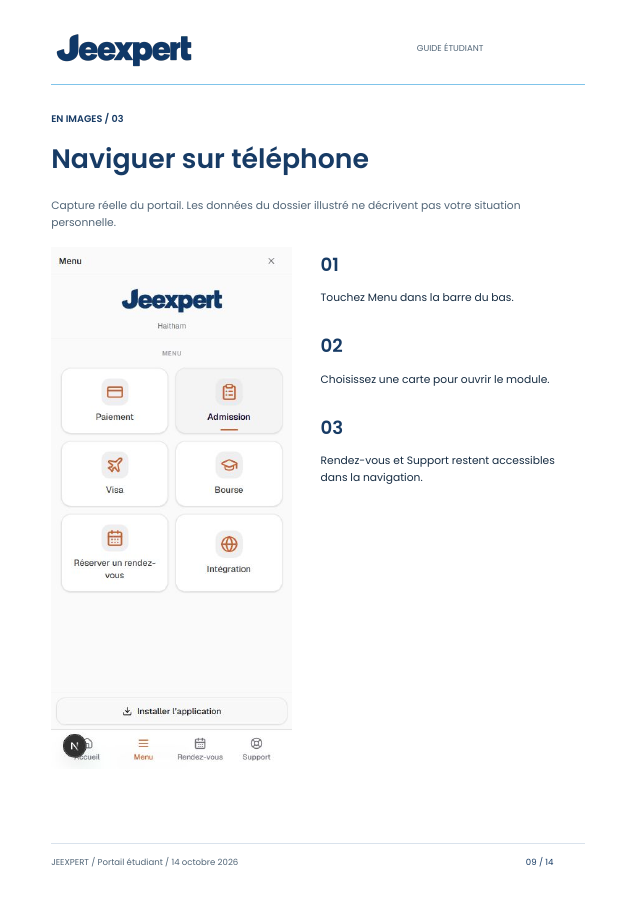 Jeexpert
GUIDE ÉTUDIANT
EN IMAGES / 03
Naviguer sur téléphone
Capture réelle du portail. Les données du dossier illustré ne décrivent pas votre situation
personnelle.
Menu
Jeexpert
Haitham
MENU
Paiement
Admission
Visa
Bourse
Réserver un rendez-
vous
Intégration
Installer l'application
N
Accueil
Menu
Rendez-vous
Support
01
Touchez Menu dans la barre du bas.
02
Choisissez une carte pour ouvrir le module.
03
Rendez-vous et Support restent accessibles
dans la navigation.
JEEXPERT / Portail étudiant / 14 octobre 2026
09 / 14